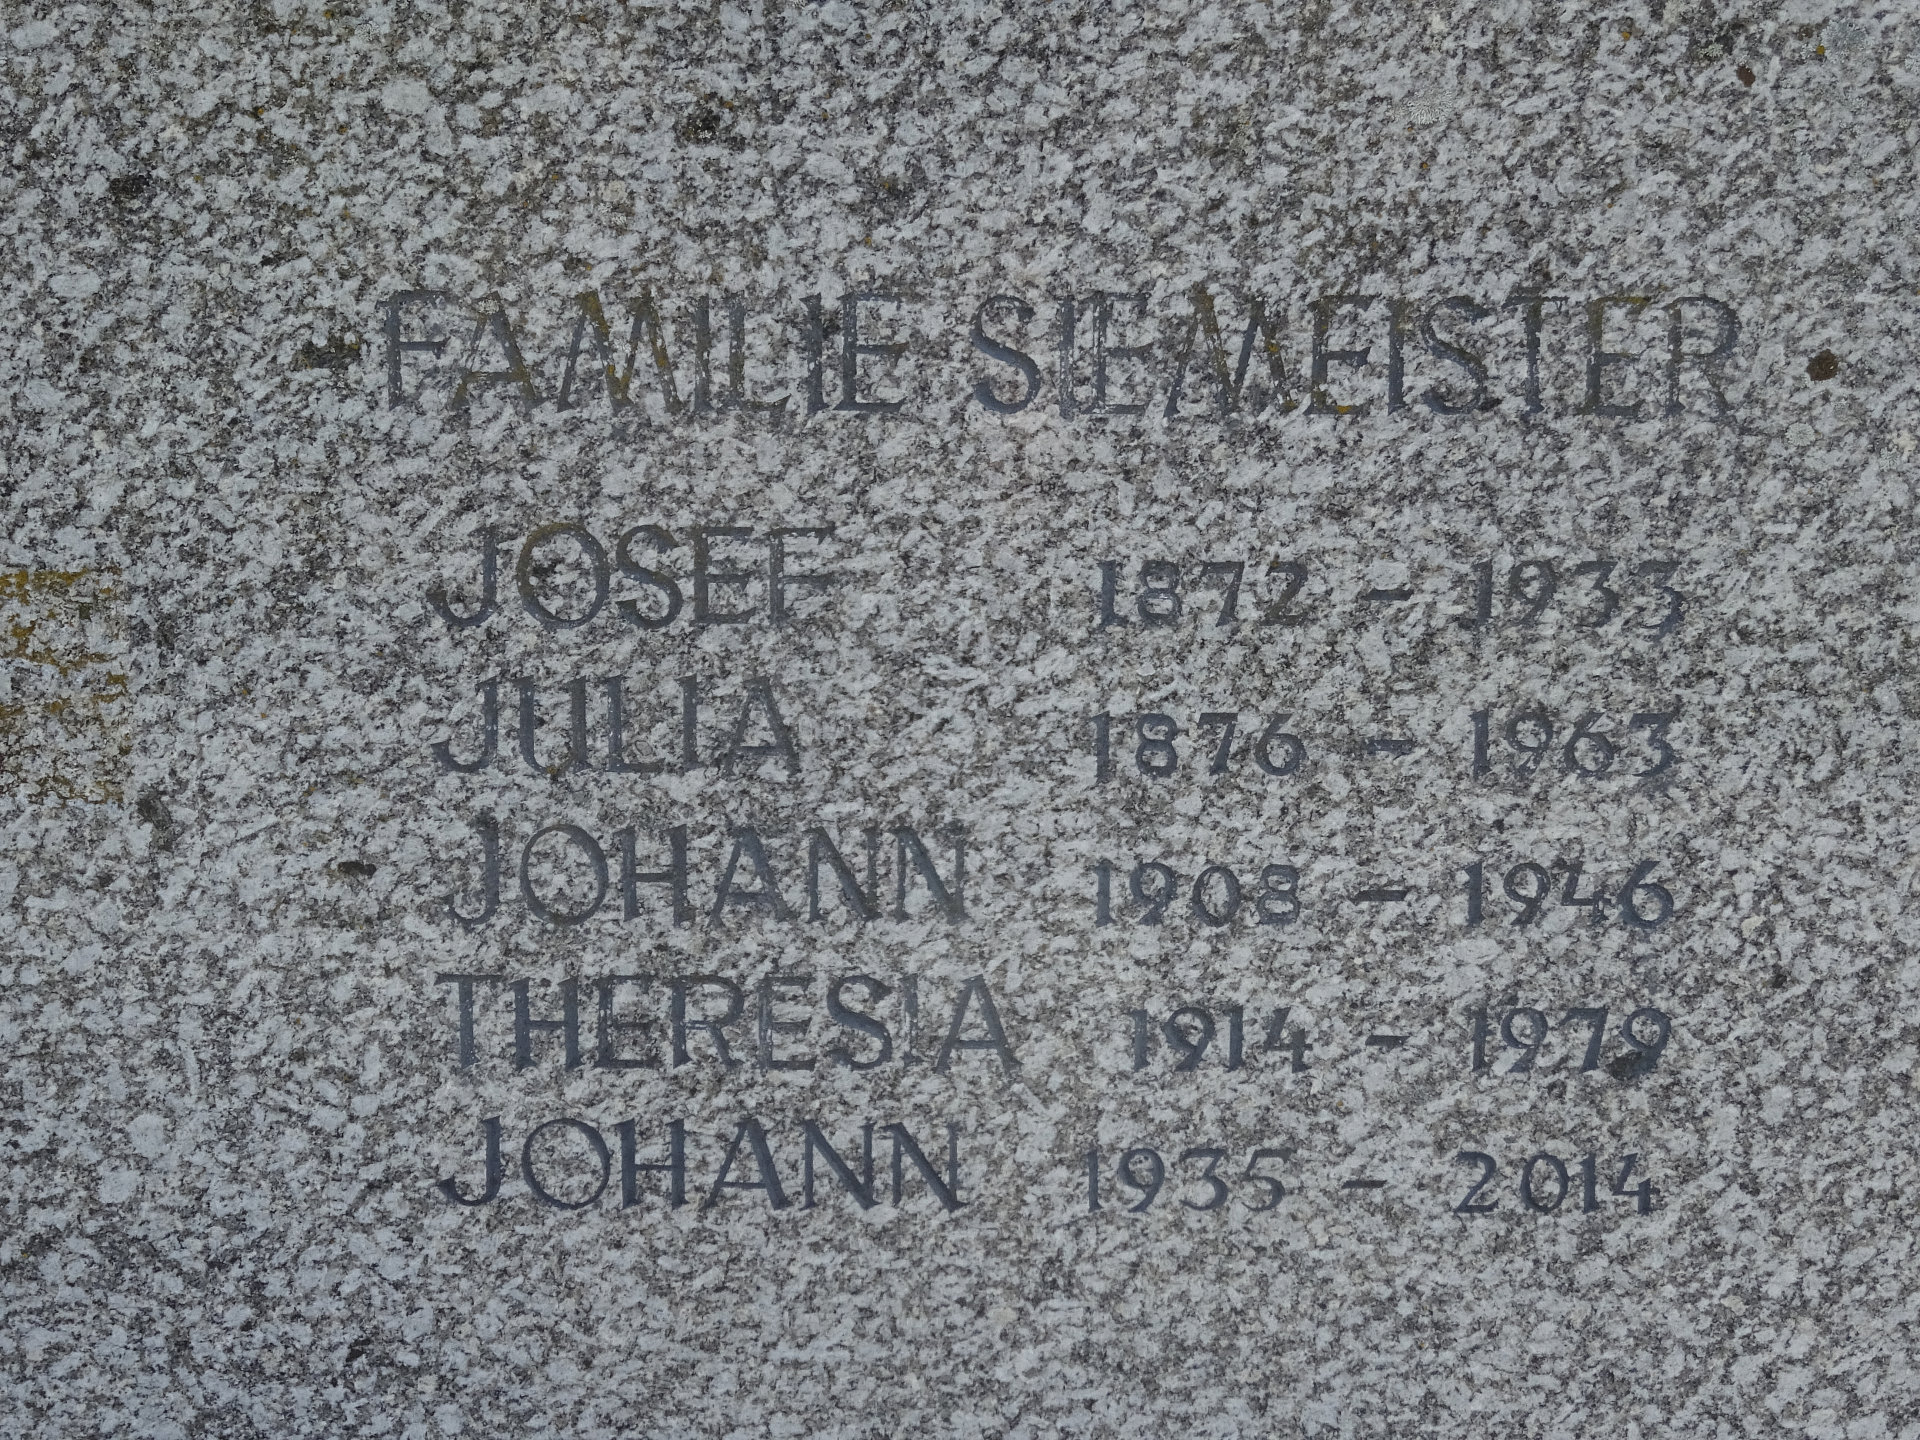 FAMILIE SIEMEISTER
JOSEF 1872 - 1933
JULIA 1876 - 1963
JOHANN 1908 - 1946
THERESIA 1914 - 1979
JOHANN 1935 - 2014